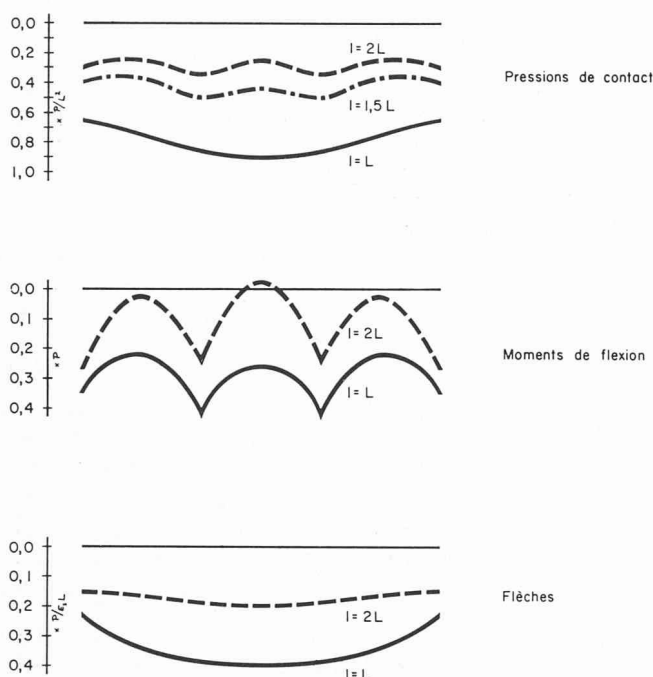 0,0
0,2
0,4
0,6
0,8
1,0
× P/L²
l = 2L
l = 1,5 L
l = L
Pressions de contact
0,0
0,1
0,2
0,3
0,4
× P
l = 2L
l = L
Moments de flexion
0,0
0,1
0,2
0,3
0,4
l = 2L
l = L
Flèches